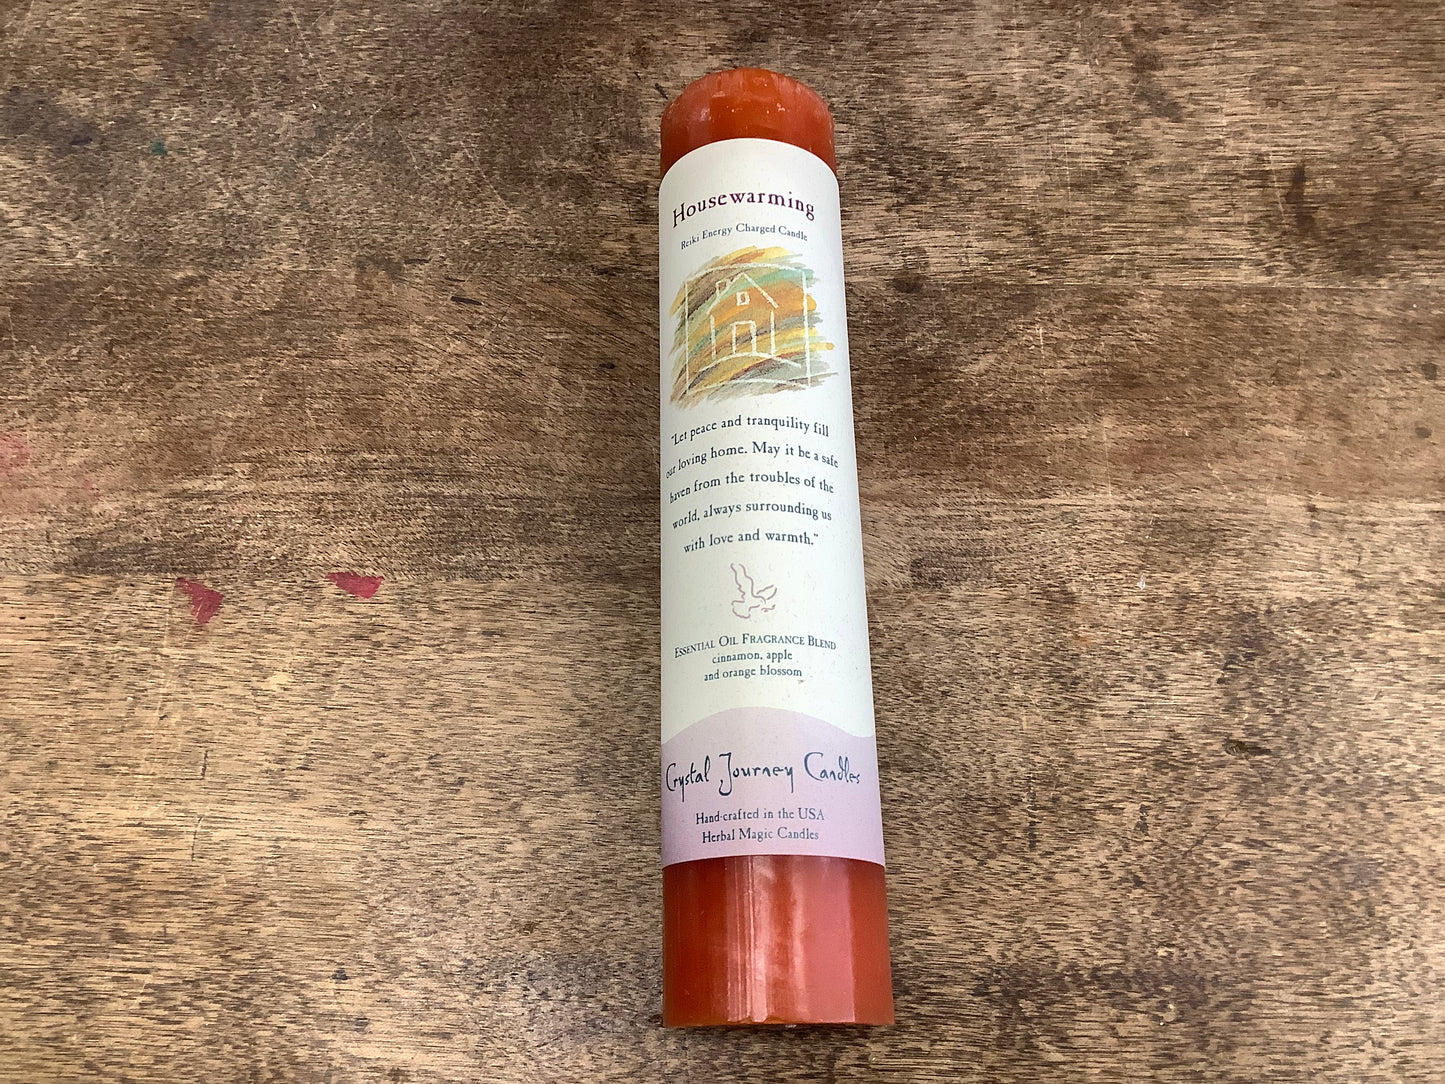 Housewarming
Reiki Energy Charged Candle
"Let peace and tranquility fill
our loving home. May it be a safe
haven from the troubles of the
world, always surrounding us
with love and warmth."
ESSENTIAL OIL FRAGRANCE BLEND
cinnamon, apple
and orange blossom
Crystal Journey Candles
Hand-crafted in the USA
Herbal Magic Candles